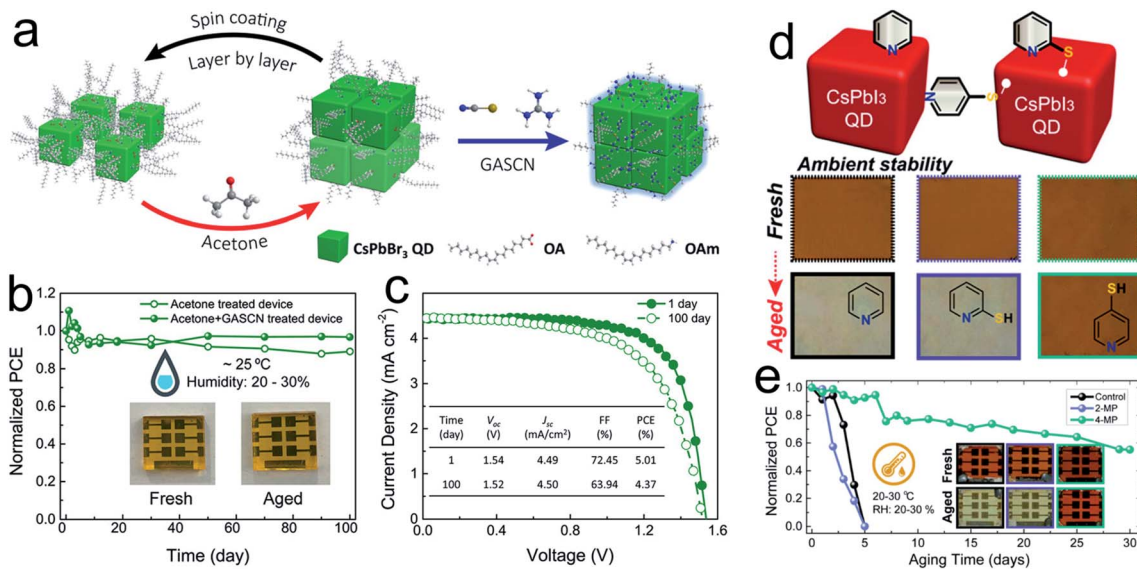 a
Spin coating
Layer by layer
Acetone
GASCN
CsPbBr₃ QD
OA
OAm
b
1.2
1.0
0.8
0.6
0.4
0.2
0.0
Normalized PCE
Acetone treated device
Acetone+GASCN treated device
~ 25 ºC
Humidity: 20 - 30%
Fresh
Aged
0 20 40 60 80 100
Time (day)
c
5
4
3
2
1
0
Current Density (mA cm⁻²)
1 day
100 day
Time (day) Voc (V) Jsc (mA/cm²) FF (%) PCE (%)
1 1.54 4.49 72.45 5.01
100 1.52 4.50 63.94 4.37
0.0 0.4 0.8 1.2 1.6
Voltage (V)
d
N
N
S
N
S
CsPbI₃
QD
CsPbI₃
QD
Ambient stability
Fresh
Aged
N
N
SH
SH
N
e
1.0
0.8
0.6
0.4
0.2
0.0
Normalized PCE
Control
2-MP
4-MP
20-30 ºC
RH: 20-30 %
Fresh
Aged
0 5 10 15 20 25 30
Aging Time (days)